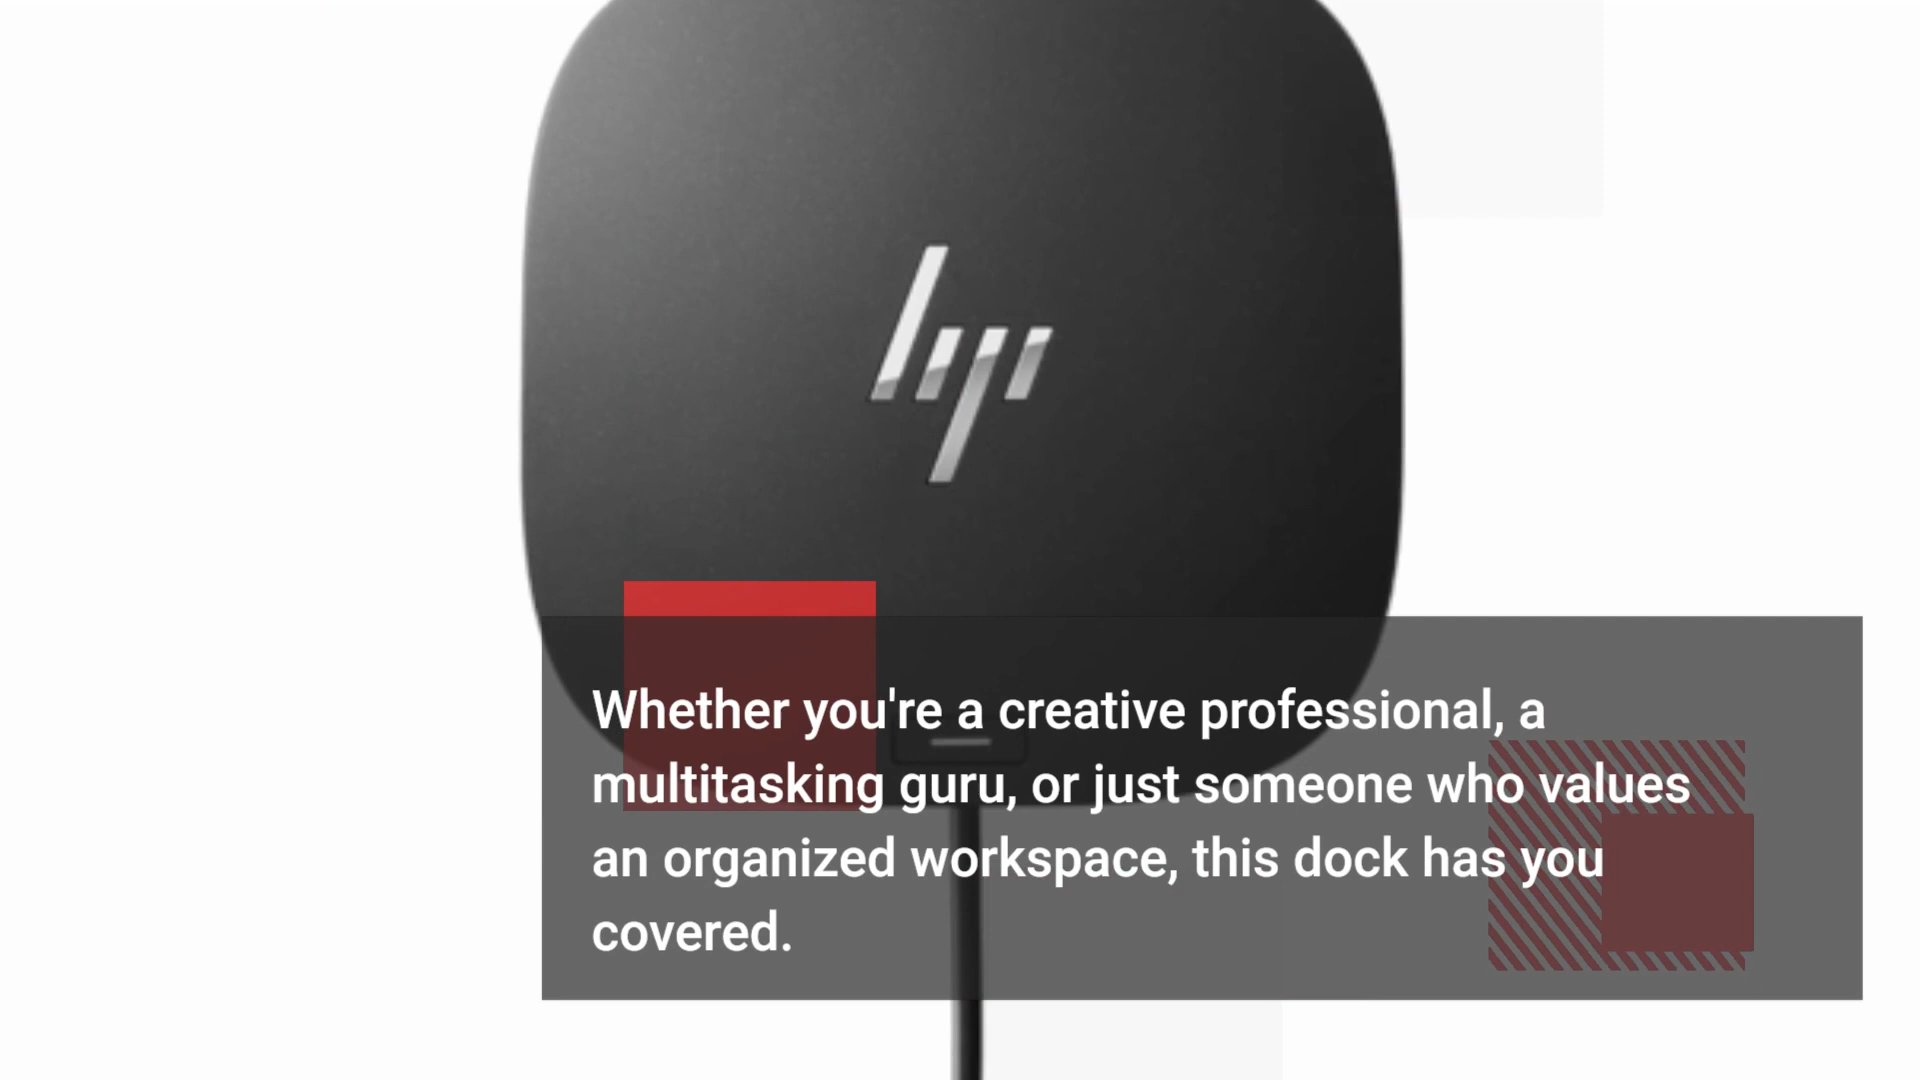 hp
Whether you're a creative professional, a
multitasking guru, or just someone who values
an organized workspace, this dock has you
covered.